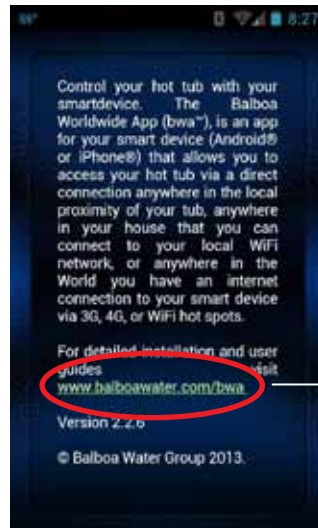 8:27
Control your hot tub with your
smartdevice. The Balboa
Worldwide App (bwa™), is an app
for your smart device (Android®
or iPhone®) that allows you to
access your hot tub via a direct
connection anywhere in the local
proximity of your tub, anywhere
in your house that you can
connect to your local WiFi
network, or anywhere in the
World you have an internet
connection to your smart device
via 3G, 4G, or WiFi hot spots.
For detailed installation and user
guides visit
www.balboawater.com/bwa
Version 2.2.6
© Balboa Water Group 2013.